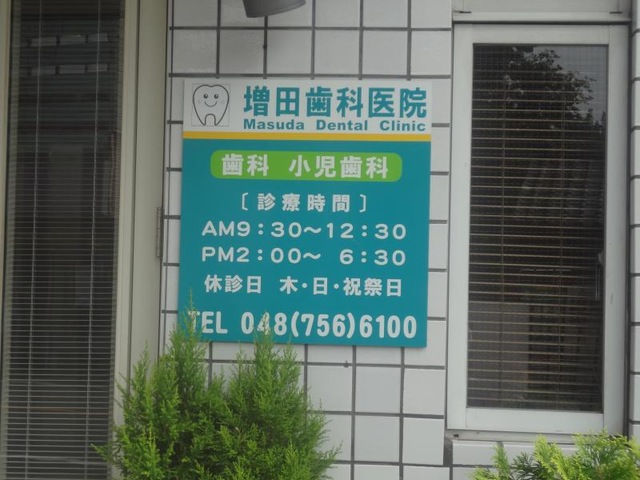 増田歯科医院
Masuda Dental Clinic
歯科 小児歯科
〔診療時間〕
AM9：30～12：30
PM2：00～ 6：30
休診日 木・日・祝祭日
TEL 048(756)6100